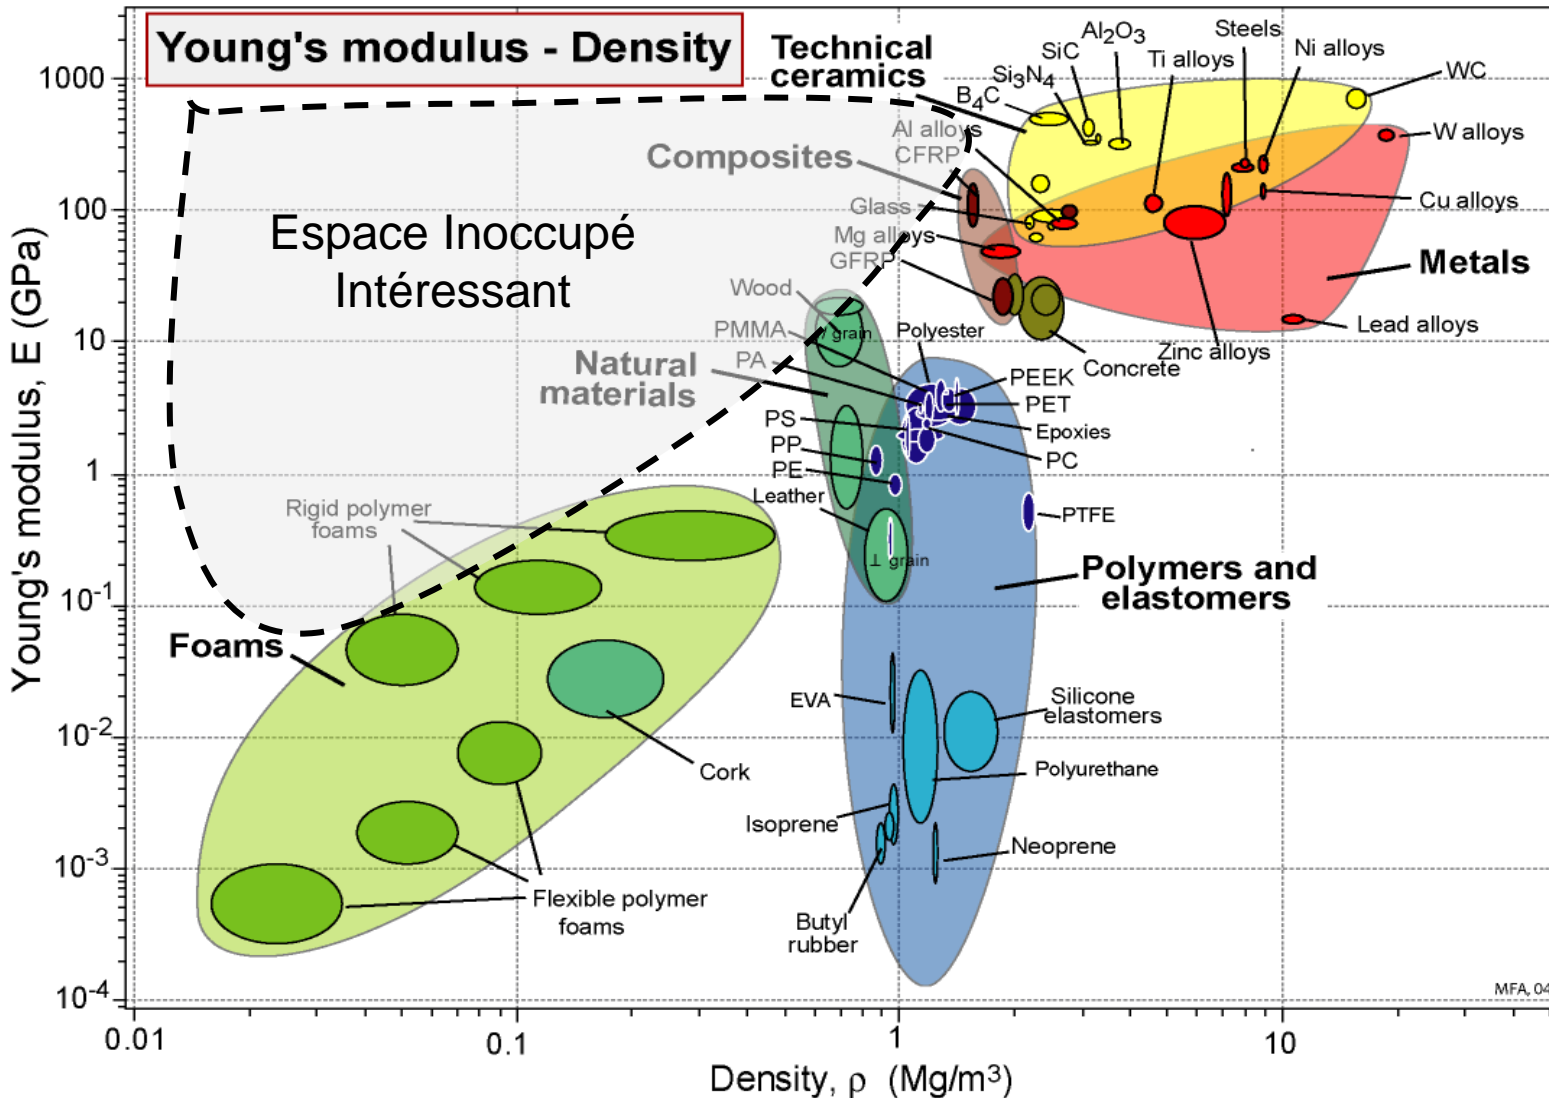 Young's modulus - Density
Technical
ceramics
Al₂O₃
SiC
Si₃N₄
B₄C
Steels
Ti alloys
Ni alloys
WC
W alloys
Al alloys
CFRP
Composites
Glass
Mg alloys
GFRP
Cu alloys
Metals
Lead alloys
Zinc alloys
Concrete
Espace Inoccupé
Intéressant
Wood
// grain
PMMA
Natural
materials
PA
Polyester
PEEK
PET
Epoxies
PC
PS
PP
PE
Leather
⊥ grain
PTFE
Polymers and
elastomers
Rigid polymer
foams
Foams
Cork
Flexible polymer
foams
EVA
Silicone
elastomers
Polyurethane
Isoprene
Neoprene
Butyl
rubber
MFA, 04
Young's modulus, E (GPa)
1000
100
10
1
10⁻¹
10⁻²
10⁻³
10⁻⁴
0.01
0.1
1
10
Density, ρ (Mg/m³)